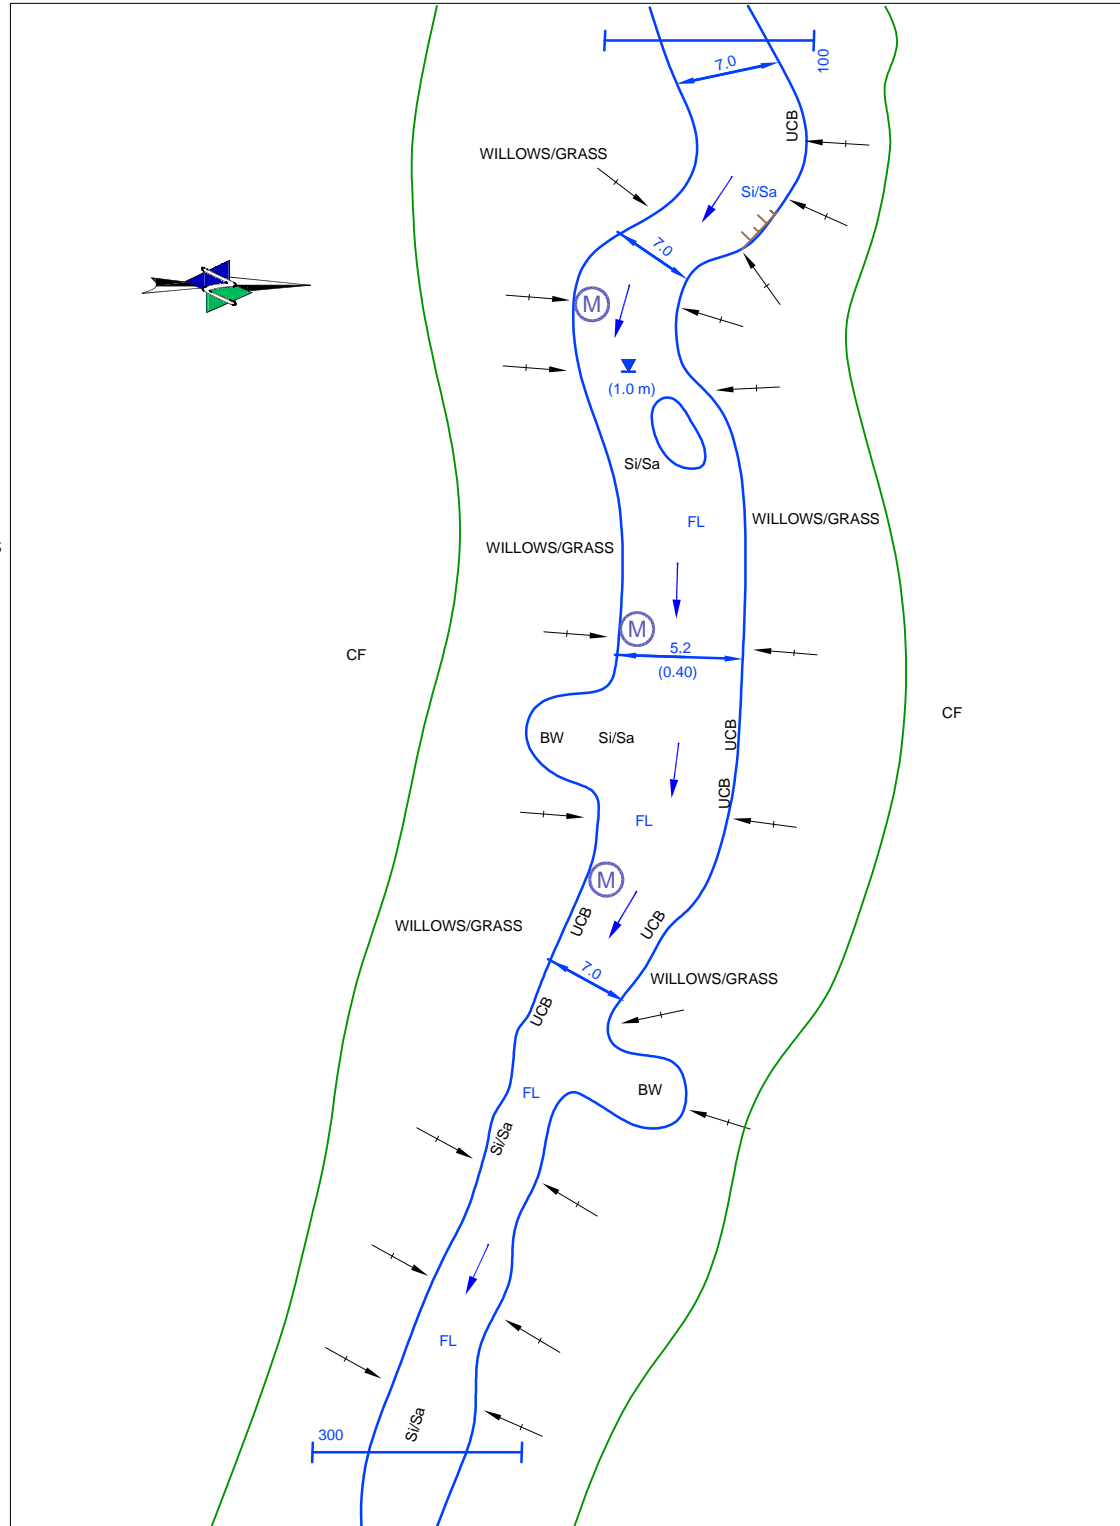 100
7.0
UCB
WILLOWS/GRASS
Si/Sa
7.0
M
(1.0 m)
Si/Sa
FL
WILLOWS/GRASS
WILLOWS/GRASS
M
5.2
(0.40)
CF
CF
BW
Si/Sa
UCB
UCB
FL
M
UCB
UCB
WILLOWS/GRASS
7.0
WILLOWS/GRASS
UCB
FL
BW
Si/Sa
FL
Si/Sa
300